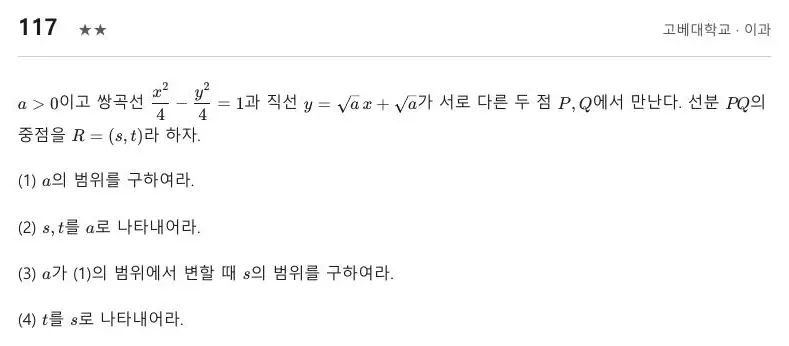 117 ★★ 고베대학교 · 이과
a > 0이고 쌍곡선 x²/4 − y²/4 = 1과 직선 y = √a x + √a가 서로 다른 두 점 P, Q에서 만난다. 선분 PQ의
중점을 R = (s, t)라 하자.
(1) a의 범위를 구하여라.
(2) s, t를 a로 나타내어라.
(3) a가 (1)의 범위에서 변할 때 s의 범위를 구하여라.
(4) t를 s로 나타내어라.